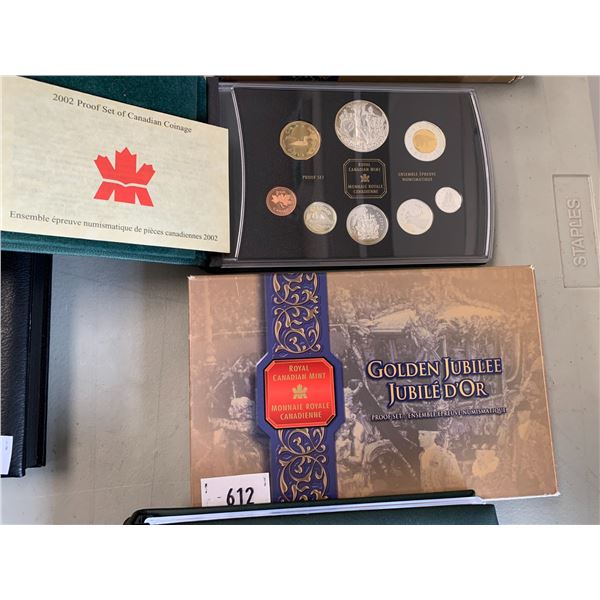 2002 Proof Set of Canadian Coinage
Ensemble épreuve numismatique de pièces canadiennes 2002
PROOF SET
ROYAL
CANADIAN
MINT
MONNAIE ROYALE
CANADIENNE
ENSEMBLE ÉPREUVE
NUMISMATIQUE
STAPLES
ROYAL
CANADIAN MINT
MONNAIE ROYALE
CANADIENNE
GOLDEN JUBILEE
JUBILÉ D'OR
PROOF SET · ENSEMBLE ÉPREUVE NUMISMATIQUE
612